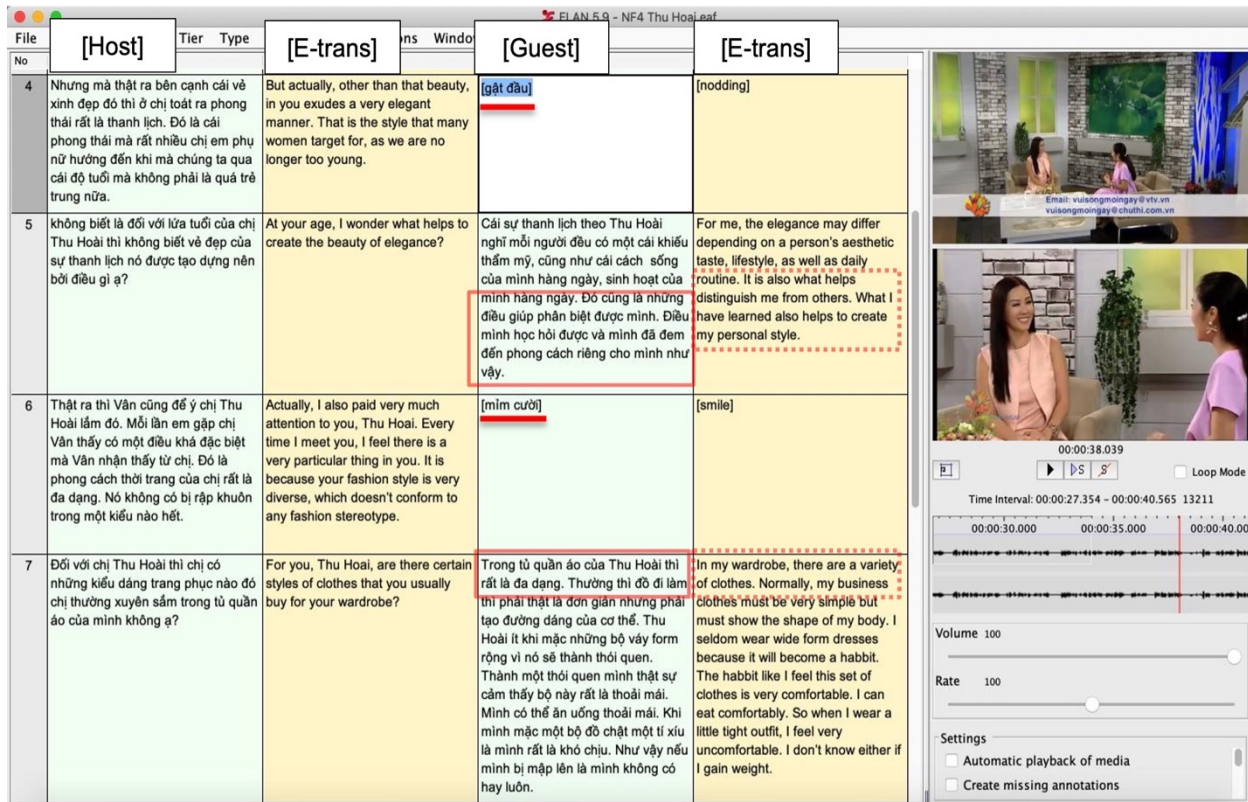 ELAN 5.9 - NF4 Thu Hoai.eaf
File
Tier Type
Window
[Host]
[E-trans]
[Guest]
[E-trans]
No
4
Nhưng mà thật ra bên cạnh cái vẻ
xinh đẹp đó thì ở chị toát ra phong
thái rất là thanh lịch. Đó là cái
phong thái mà rất nhiều chị em phụ
nữ hướng đến khi mà chúng ta qua
cái độ tuổi mà không phải là quá trẻ
trung nữa.
But actually, other than that beauty,
in you exudes a very elegant
manner. That is the style that many
women target for, as we are no
longer too young.
[gật đầu]
[nodding]
5
không biết là đối với lứa tuổi của chị
Thu Hoài thì không biết vẻ đẹp của
sự thanh lịch nó được tạo dựng nên
bởi điều gì ạ?
At your age, I wonder what helps to
create the beauty of elegance?
Cái sự thanh lịch theo Thu Hoài
nghĩ mỗi người đều có một cái khiếu
thẩm mỹ, cũng như cái cách sống
của mình hàng ngày, sinh hoạt của
mình hàng ngày. Đó cũng là những
điều giúp phân biệt được mình. Điều
mình học hỏi được và mình đã đem
đến phong cách riêng cho mình như
vậy.
For me, the elegance may differ
depending on a person's aesthetic
taste, lifestyle, as well as daily
routine. It is also what helps
distinguish me from others. What I
have learned also helps to create
my personal style.
6
Thật ra thì Vân cũng để ý chị Thu
Hoài lắm đó. Mỗi lần em gặp chị
Vân thấy có một điều khá đặc biệt
mà Vân nhận thấy từ chị. Đó là
phong cách thời trang của chị rất là
đa dạng. Nó không có bị rập khuôn
trong một kiểu nào hết.
Actually, I also paid very much
attention to you, Thu Hoai. Every
time I meet you, I feel there is a
very particular thing in you. It is
because your fashion style is very
diverse, which doesn't conform to
any fashion stereotype.
[mỉm cười]
[smile]
7
Đối với chị Thu Hoài thì chị có
những kiểu dáng trang phục nào đó
chị thường xuyên sắm trong tủ quần
áo của mình không ạ?
For you, Thu Hoai, are there certain
styles of clothes that you usually
buy for your wardrobe?
Trong tủ quần áo của Thu Hoài thì
rất là đa dạng. Thường thì đồ đi làm
thì phải thật là đơn giản nhưng phải
tạo đường dáng của cơ thể. Thu
Hoài ít khi mặc những bộ váy form
rộng vì nó sẽ thành thói quen.
Thành một thói quen mình thật sự
cảm thấy bộ này rất là thoải mái.
Mình có thể ăn uống thoải mái. Khi
mình mặc một bộ đồ chật một tí xíu
là mình rất là khó chịu. Như vậy nếu
mình bị mập lên là mình không có
hay luôn.
In my wardrobe, there are a variety
of clothes. Normally, my business
clothes must be very simple but
must show the shape of my body. I
seldom wear wide form dresses
because it will become a habbit.
The habbit like I feel this set of
clothes is very comfortable. I can
eat comfortably. So when I wear a
little tight outfit, I feel very
uncomfortable. I don't know either if
I gain weight.
Email: vuisongmoingay@vtv.vn
vuisongmoingay@chuthi.com.vn
00:00:38.039
Loop Mode
Time Interval: 00:00:27.354 - 00:00:40.565 13211
00:00:30.000 00:00:35.000 00:00:40.00
Volume 100
Rate 100
Settings
Automatic playback of media
Create missing annotations